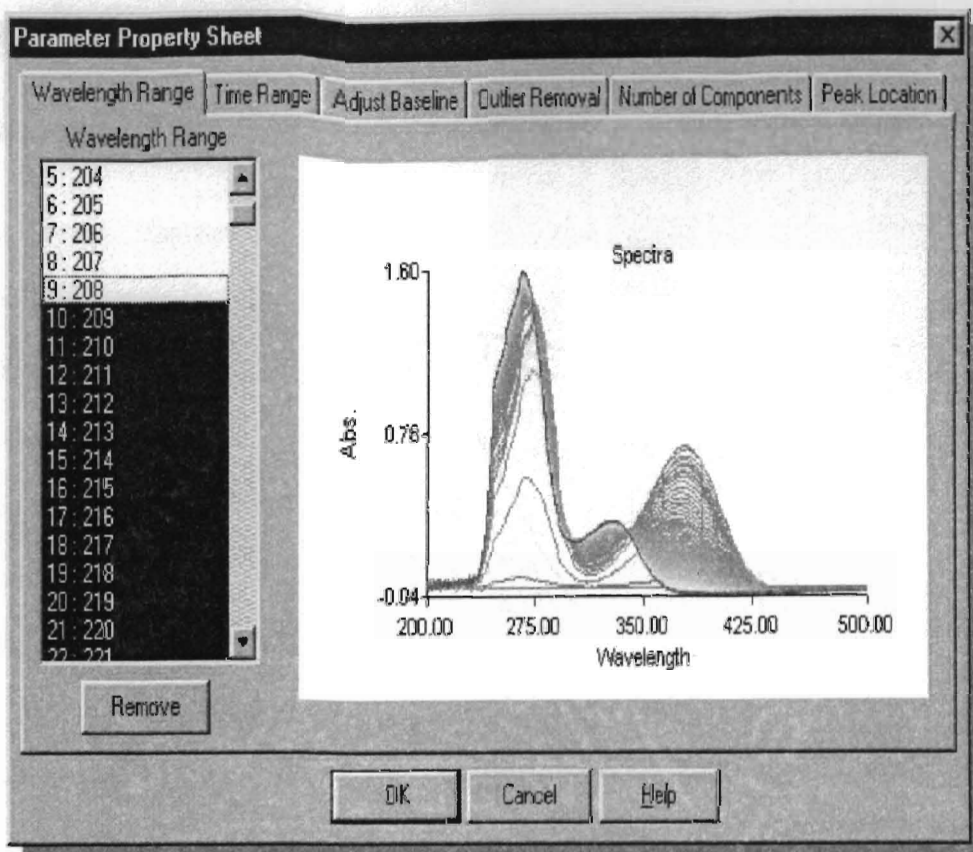 Parameter Property Sheet
Wavelength Range Time Range Adjust Baseline Outlier Removal Number of Components Peak Location
Wavelength Range
5 : 204
6 : 205
7 : 206
8 : 207
9 : 208
10 : 209
11 : 210
12 : 211
13 : 212
14 : 213
15 : 214
16 : 215
17 : 216
18 : 217
19 : 218
20 : 219
21 : 220
22 : 221
Remove
Spectra
1.60
0.78
-0.04
Abs.
200.00 275.00 350.00 425.00 500.00
Wavelength
OK Cancel Help